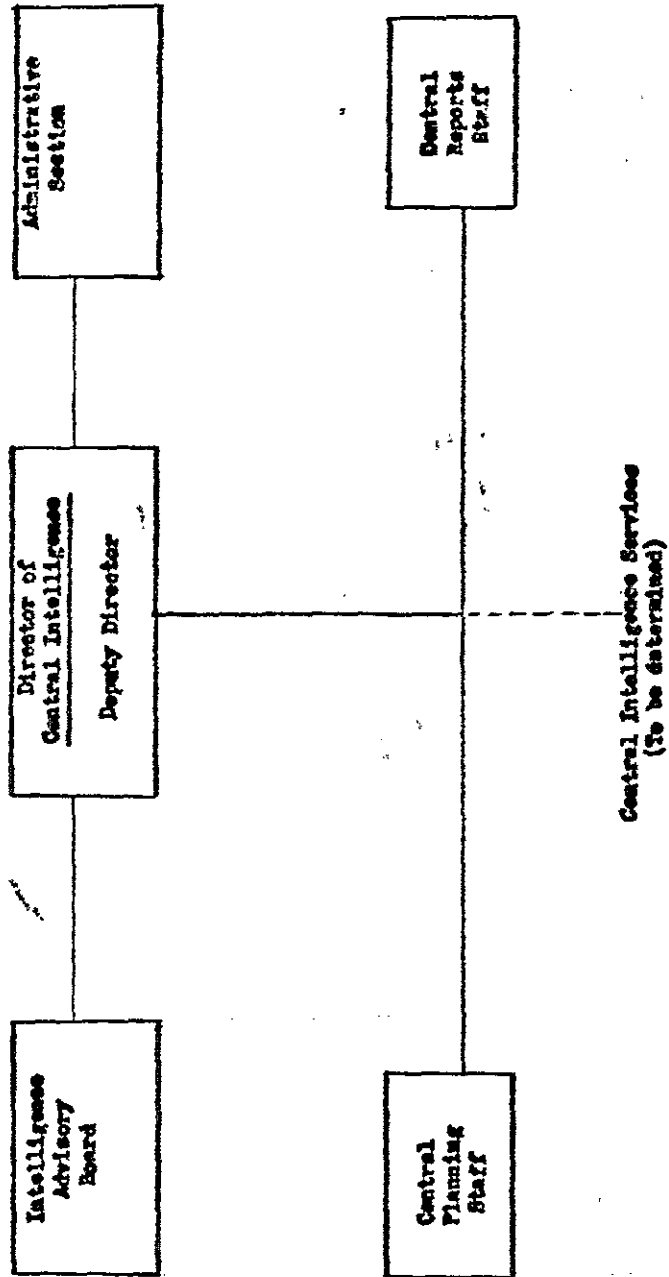 Intelligence
Advisory
Board
Director of
Central Intelligence
Deputy Director
Administrative
Section
Central
Planning
Staff
Central
Reports
Staff
Central Intelligence Services
(To be determined)